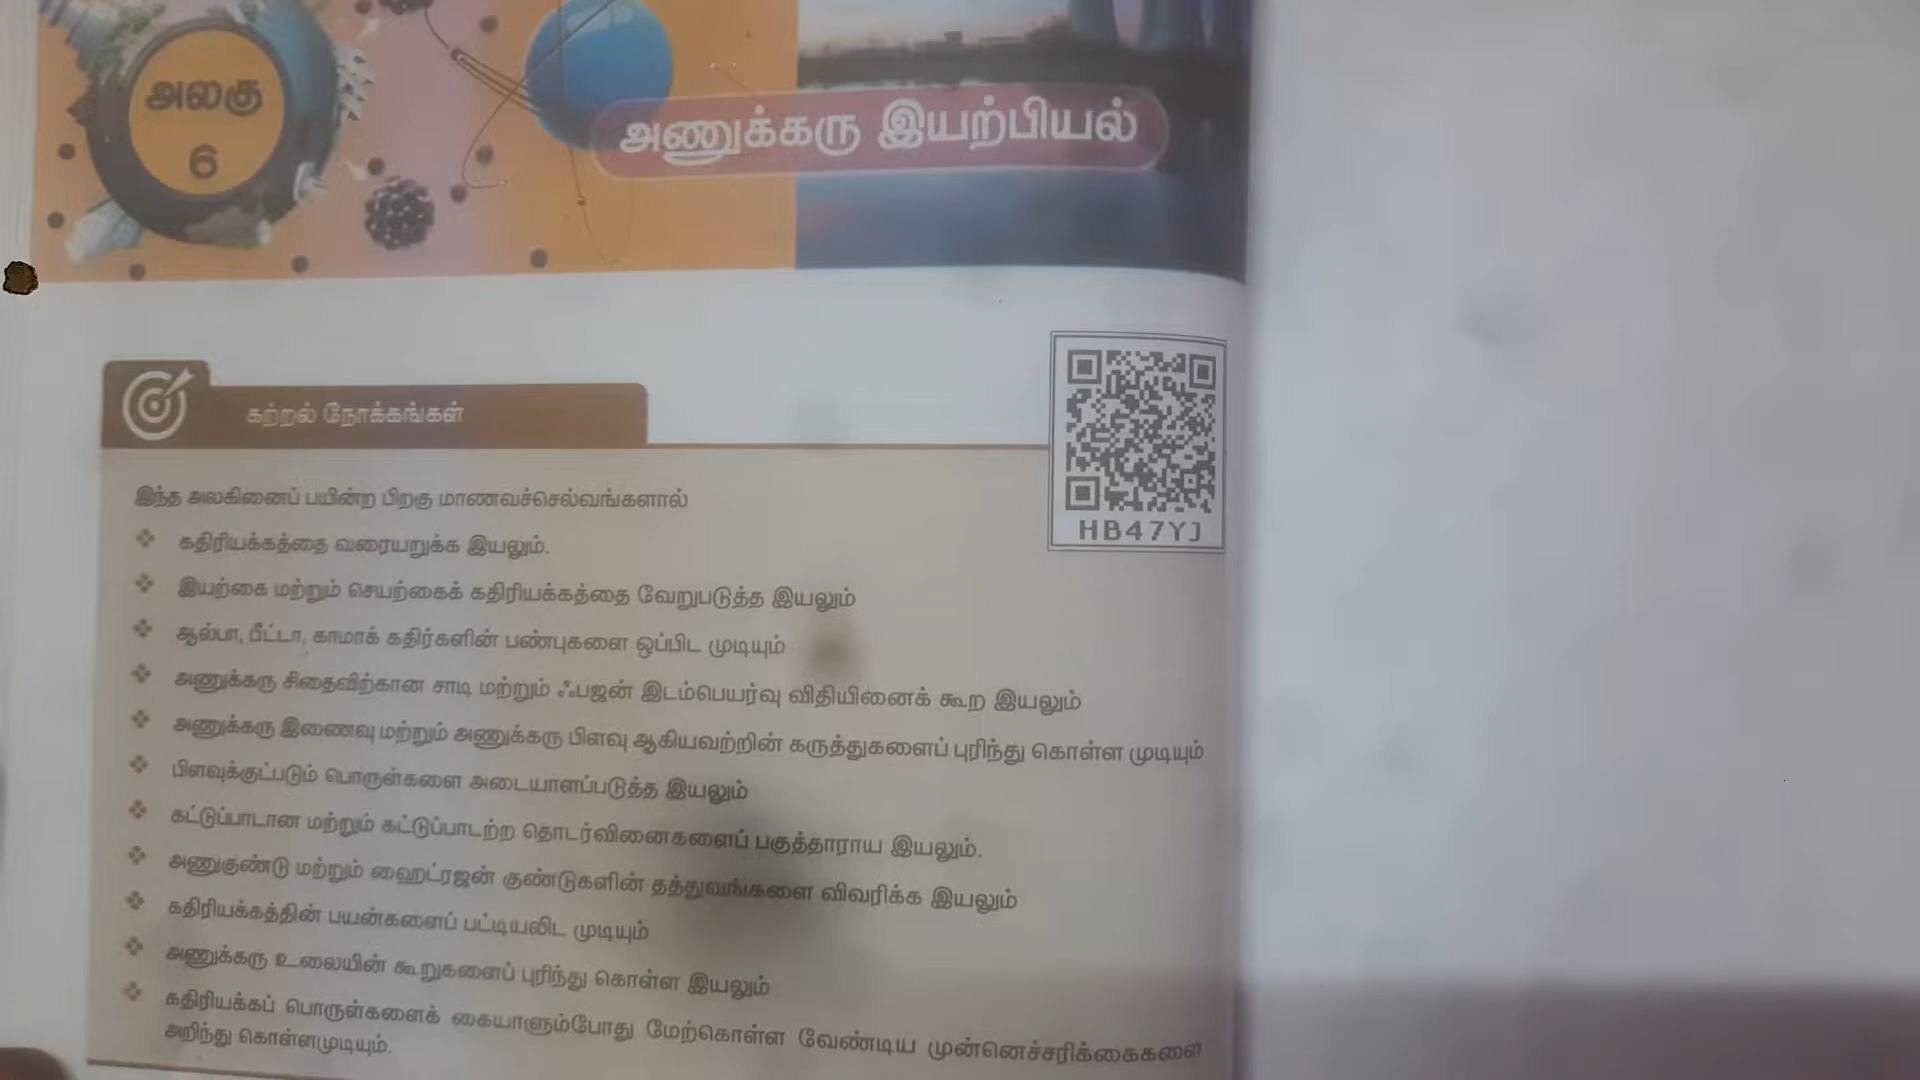 அலகு
6
அணுக்கரு இயற்பியல்
கற்றல் நோக்கங்கள்
HB47YJ
இந்த அலகினைப் பயின்ற பிறகு மாணவச்செல்வங்களால்
கதிரியக்கத்தை வரையறுக்க இயலும்.
இயற்கை மற்றும் செயற்கைக் கதிரியக்கத்தை வேறுபடுத்த இயலும்
ஆல்பா, பீட்டா, காமாக் கதிர்களின் பண்புகளை ஒப்பிட முடியும்
அணுக்கரு சிதைவிற்கான சாடி மற்றும் ஃபஜன் இடம்பெயர்வு விதியினைக் கூற இயலும்
அணுக்கரு இணைவு மற்றும் அணுக்கரு பிளவு ஆகியவற்றின் கருத்துகளைப் புரிந்து கொள்ள முடியும்
பிளவுக்குட்படும் பொருள்களை அடையாளப்படுத்த இயலும்
கட்டுப்பாடான மற்றும் கட்டுப்பாடற்ற தொடர்வினைகளைப் பகுத்தாராய இயலும்.
அணுகுண்டு மற்றும் ஹைட்ரஜன் குண்டுகளின் தத்துவங்களை விவரிக்க இயலும்
கதிரியக்கத்தின் பயன்களைப் பட்டியலிட முடியும்
அணுக்கரு உலையின் கூறுகளைப் புரிந்து கொள்ள இயலும்
கதிரியக்கப் பொருள்களைக் கையாளும்போது மேற்கொள்ள வேண்டிய முன்னெச்சரிக்கைகளை
அறிந்து கொள்ளமுடியும்.